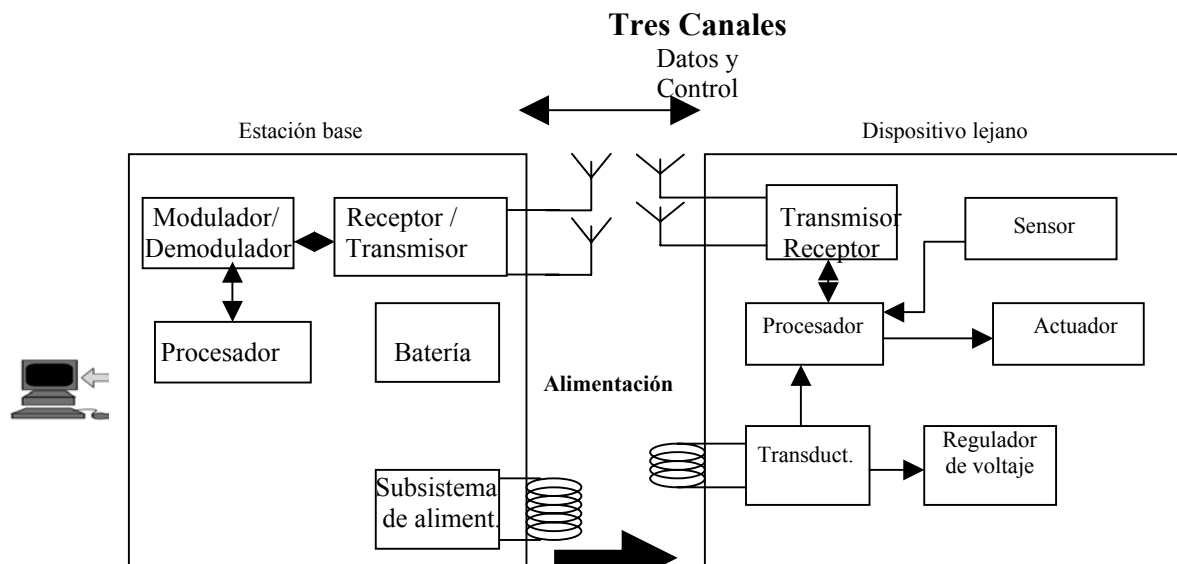 Tres Canales
Datos y
Control
Estación base
Dispositivo lejano
Modulador/
Demodulador
Receptor /
Transmisor
Transmisor
Receptor
Sensor
Procesador
Batería
Procesador
Actuador
Alimentación
Subsistema
de aliment.
Transduct.
Regulador
de voltaje